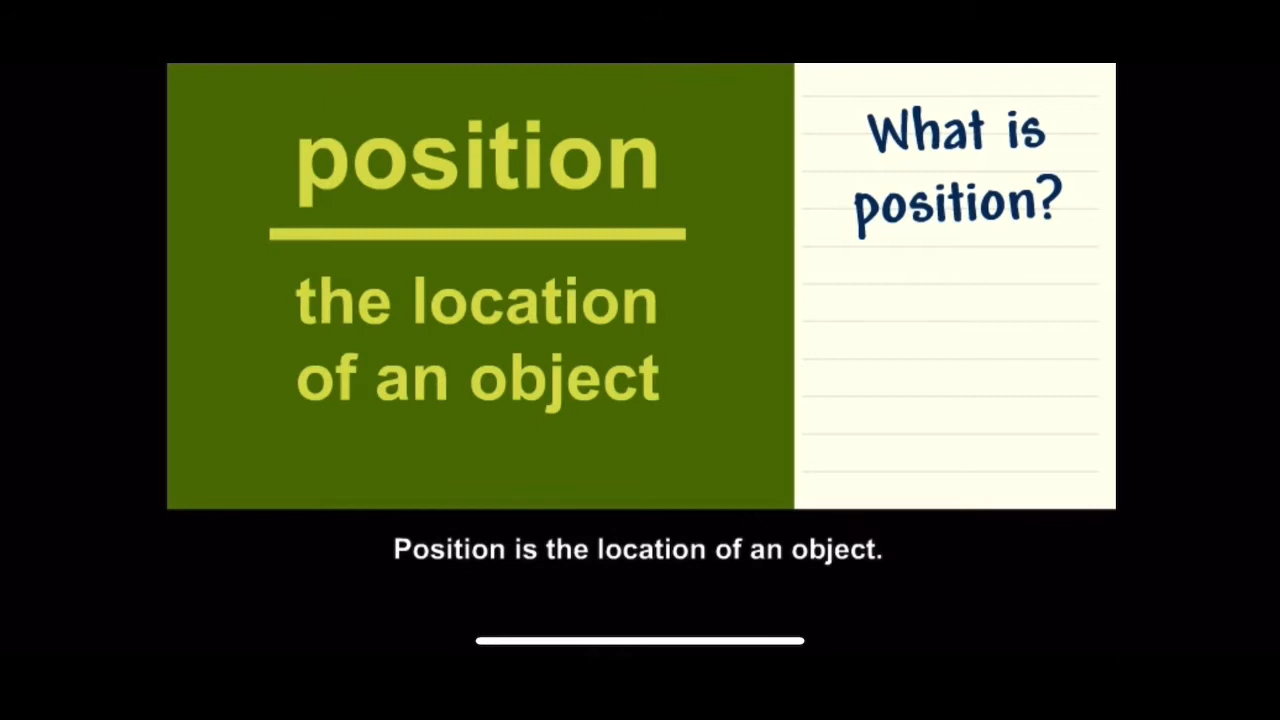 position
the location
of an object
What is
position?
Position is the location of an object.